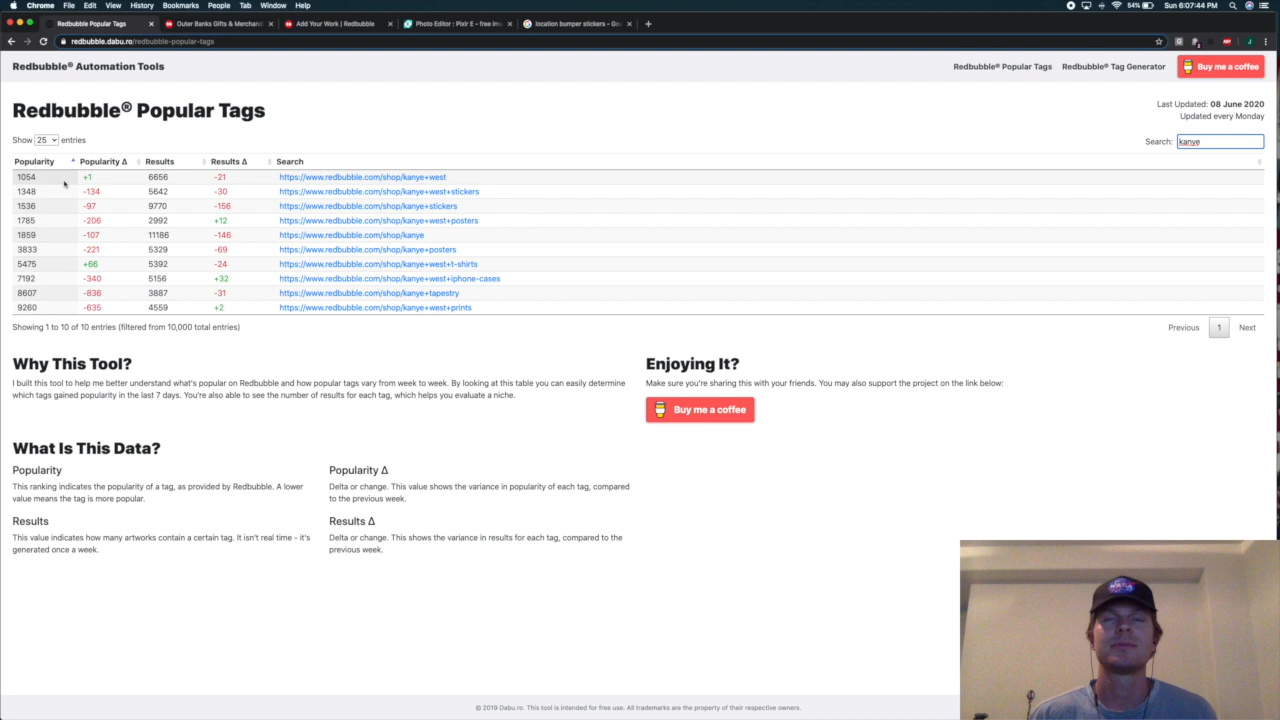 Chrome File Edit View History Bookmarks People Tab Window Help
54% Sun 6:07:44 PM
Redbubble Popular Tags
Outer Banks Gifts & Merchand
Add Your Work | Redbubble
Photo Editor : Pixlr E - free ima
location bumper stickers - Goo
redbubble.dabu.ro/redbubble-popular-tags
Redbubble® Automation Tools
Redbubble® Popular Tags Redbubble® Tag Generator Buy me a coffee
Redbubble® Popular Tags
Last Updated: 08 June 2020
Updated every Monday
Show 25 entries
Search: kanye
Popularity Popularity Δ Results Results Δ Search
1054 +1 6656 -21 https://www.redbubble.com/shop/kanye+west
1348 -134 5642 -30 https://www.redbubble.com/shop/kanye+west+stickers
1536 -97 9770 -156 https://www.redbubble.com/shop/kanye+stickers
1785 -206 2992 +12 https://www.redbubble.com/shop/kanye+west+posters
1859 -107 11186 -146 https://www.redbubble.com/shop/kanye
3833 -221 5329 -69 https://www.redbubble.com/shop/kanye+posters
5475 +66 5392 -24 https://www.redbubble.com/shop/kanye+west+t-shirts
7192 -340 5156 +32 https://www.redbubble.com/shop/kanye+west+iphone-cases
8607 -836 3887 -31 https://www.redbubble.com/shop/kanye+tapestry
9260 -635 4559 +2 https://www.redbubble.com/shop/kanye+west+prints
Showing 1 to 10 of 10 entries (filtered from 10,000 total entries)
Previous 1 Next
Why This Tool?
I built this tool to help me better understand what's popular on Redbubble and how popular tags vary from week to week. By looking at this table you can easily determine
which tags gained popularity in the last 7 days. You're also able to see the number of results for each tag, which helps you evaluate a niche.
Enjoying It?
Make sure you're sharing this with your friends. You may also support the project on the link below:
Buy me a coffee
What Is This Data?
Popularity
This ranking indicates the popularity of a tag, as provided by Redbubble. A lower
value means the tag is more popular.
Popularity Δ
Delta or change. This value shows the variance in popularity of each tag, compared
to the previous week.
Results
This value indicates how many artworks contain a certain tag. It isn't real time - it's
generated once a week.
Results Δ
Delta or change. This shows the variance in results for each tag, compared to the
previous week.
© 2019 Dabu.ro. This tool is intended for free use. All trademarks are the property of their respective owners.